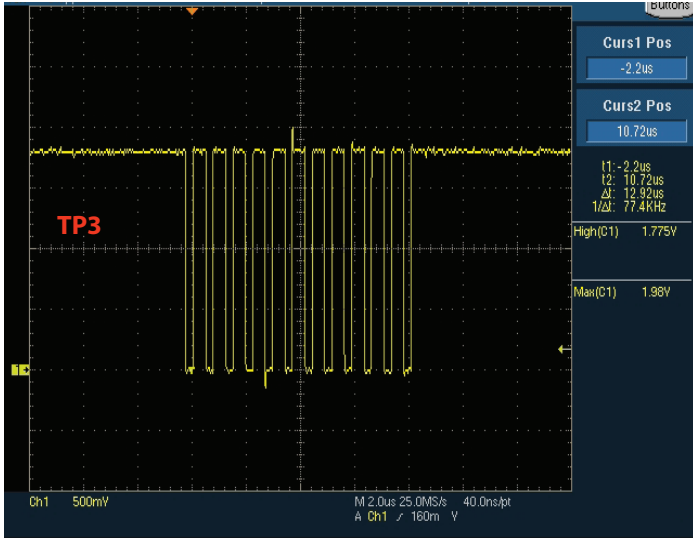 Buttons
Curs1 Pos
-2.2us
Curs2 Pos
10.72us
t1: -2.2us
t2: 10.72us
Δt: 12.92us
1/Δt: 77.4KHz
TP3
High(C1) 1.775V
Max(C1) 1.98V
1
Ch1 500mV M 2.0us 25.0MS/s 40.0ns/pt
A Ch1 ⁄ 160m V